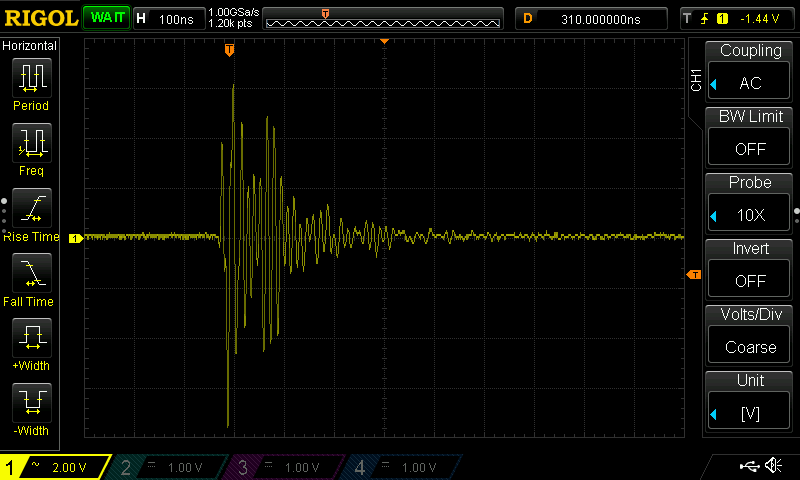 RIGOL WAIT H 100ns 1.00GSa/s D 310.000000ns T 1 -1.44 V
1.20k pts
Horizontal
Period
Freq
Rise Time
Fall Time
+Width
-Width
T
1
T
CH1
Coupling
AC
BW Limit
OFF
Probe
10X
Invert
OFF
Volts/Div
Coarse
Unit
[V]
1 ~ 2.00 V 2 1.00 V 3 1.00 V 4 1.00 V